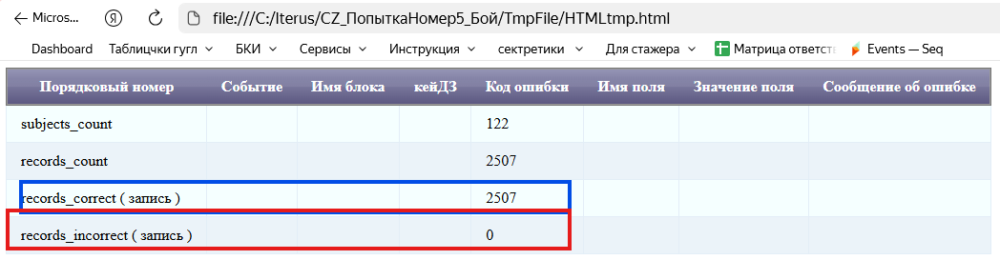 Micros... Я file:///C:/Iterus/CZ_ПопыткаНомер5_Бой/TmpFile/HTMLtmp.html
Dashboard Таблицчки гугл БКИ Сервисы Инструкция сектретики Для стажера Матрица ответст Events — Seq
Порядковый номер Событие Имя блока кейДЗ Код ошибки Имя поля Значение поля Сообщение об ошибке
subjects_count 122
records_count 2507
records_correct ( запись ) 2507
records_incorrect ( запись ) 0